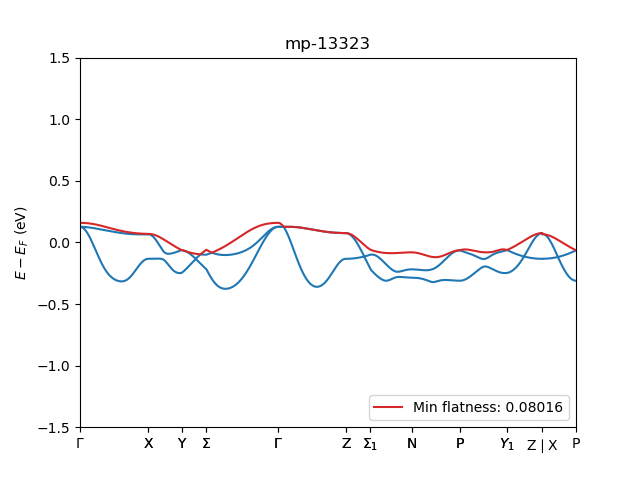 mp-13323
1.5
1.0
0.5
0.0
−0.5
−1.0
−1.5
E − E_F (eV)
Min flatness: 0.08016
Γ X Y Σ Γ Z Σ₁ N P Y₁ Z | X P